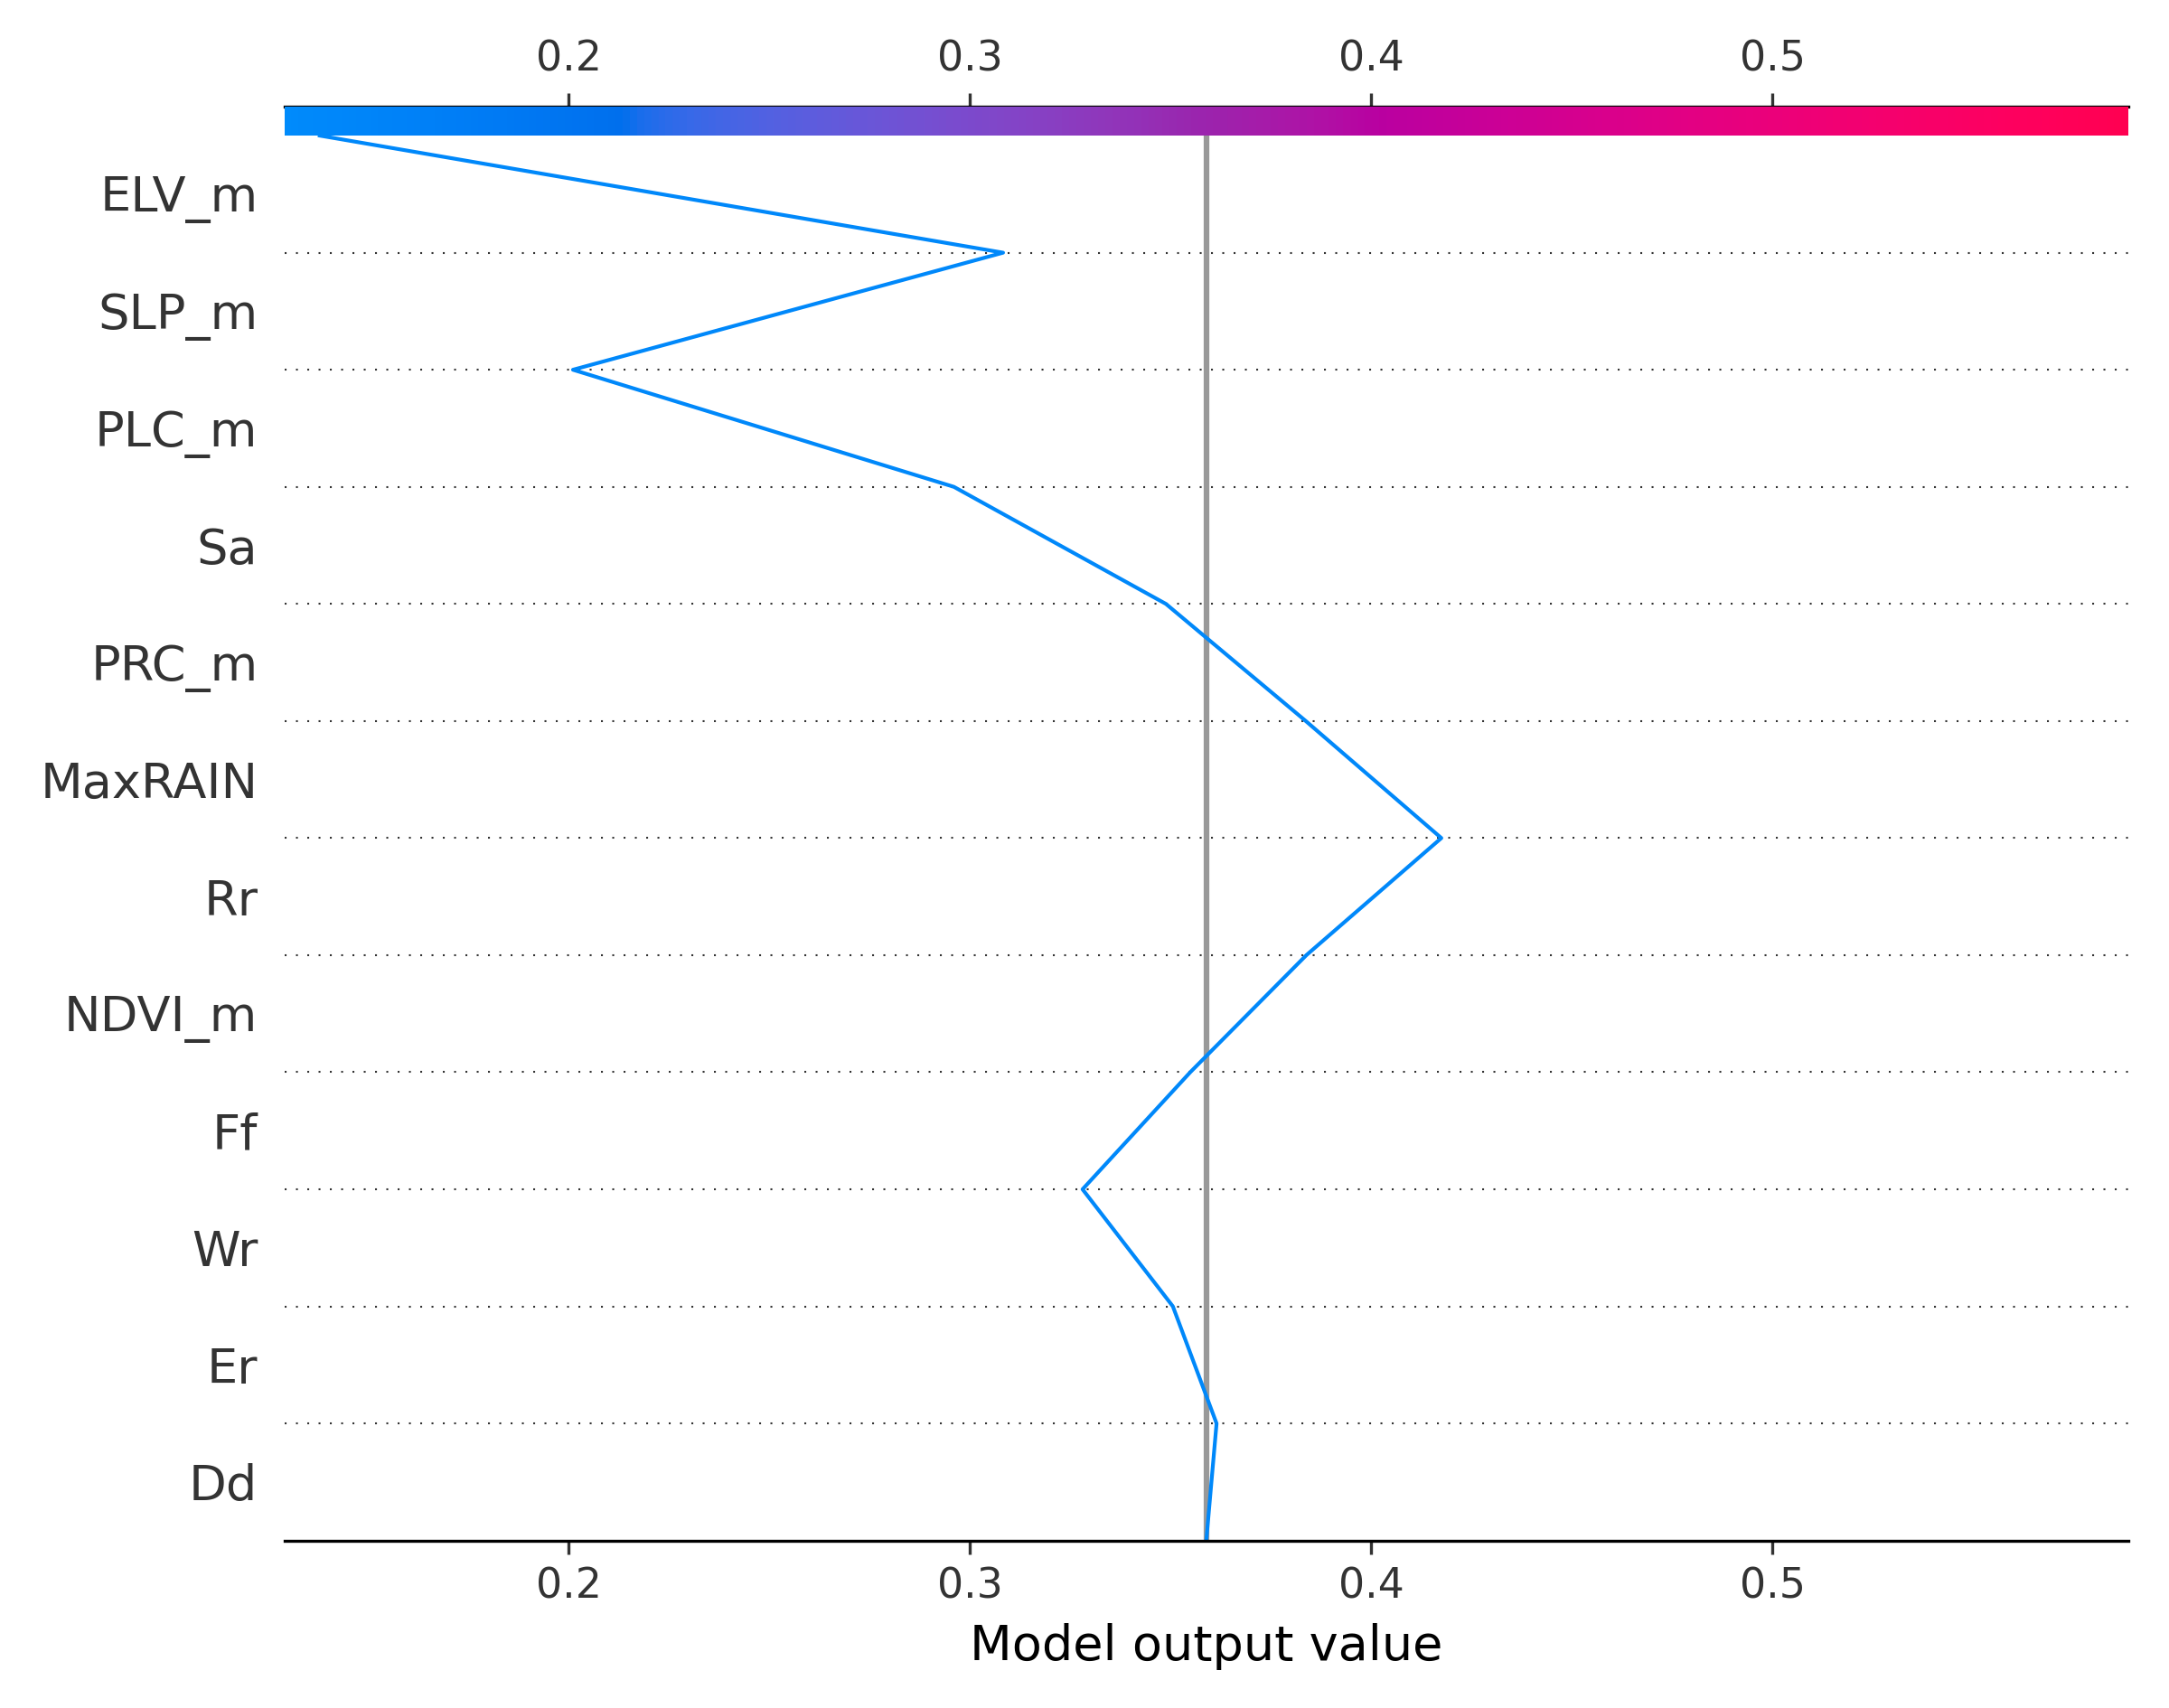 0.2 0.3 0.4 0.5
ELV_m
SLP_m
PLC_m
Sa
PRC_m
MaxRAIN
Rr
NDVI_m
Ff
Wr
Er
Dd
0.2 0.3 0.4 0.5
Model output value